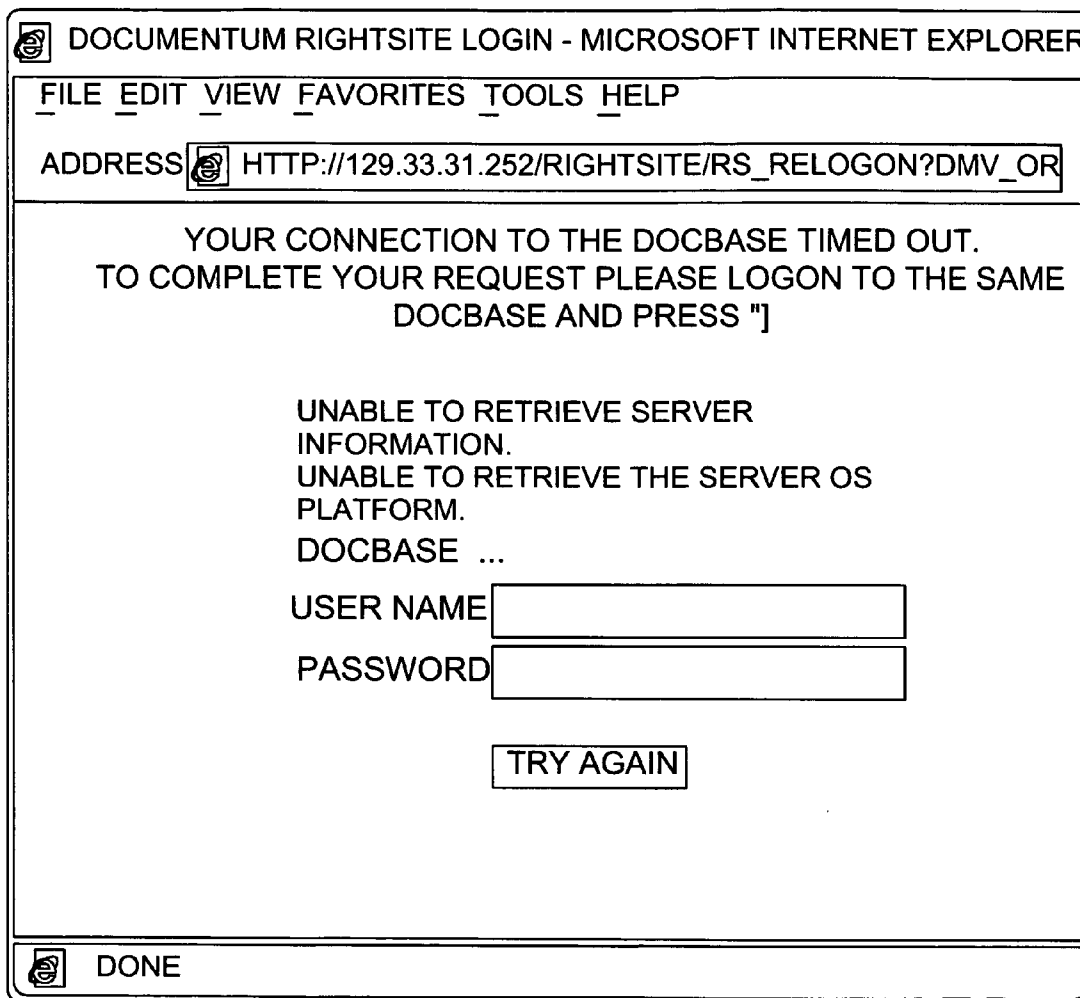 DOCUMENTUM RIGHTSITE LOGIN - MICROSOFT INTERNET EXPLORER
FILE EDIT VIEW FAVORITES TOOLS HELP
ADDRESS HTTP://129.33.31.252/RIGHTSITE/RS_RELOGON?DMV_OR
YOUR CONNECTION TO THE DOCBASE TIMED OUT.
TO COMPLETE YOUR REQUEST PLEASE LOGON TO THE SAME
DOCBASE AND PRESS "]
UNABLE TO RETRIEVE SERVER
INFORMATION.
UNABLE TO RETRIEVE THE SERVER OS
PLATFORM.
DOCBASE ...
USER NAME
PASSWORD
TRY AGAIN
DONE